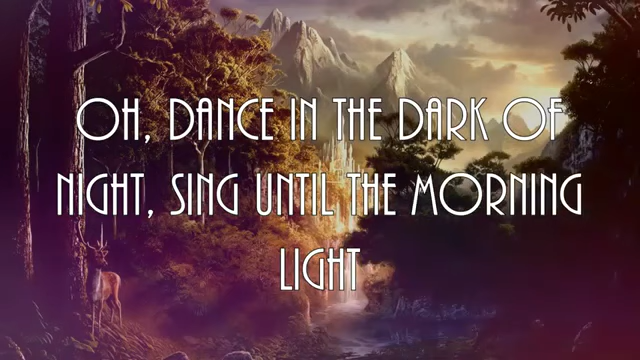 OH, DANCE IN THE DARK OF
NIGHT, SING UNTIL THE MORNING
LIGHT